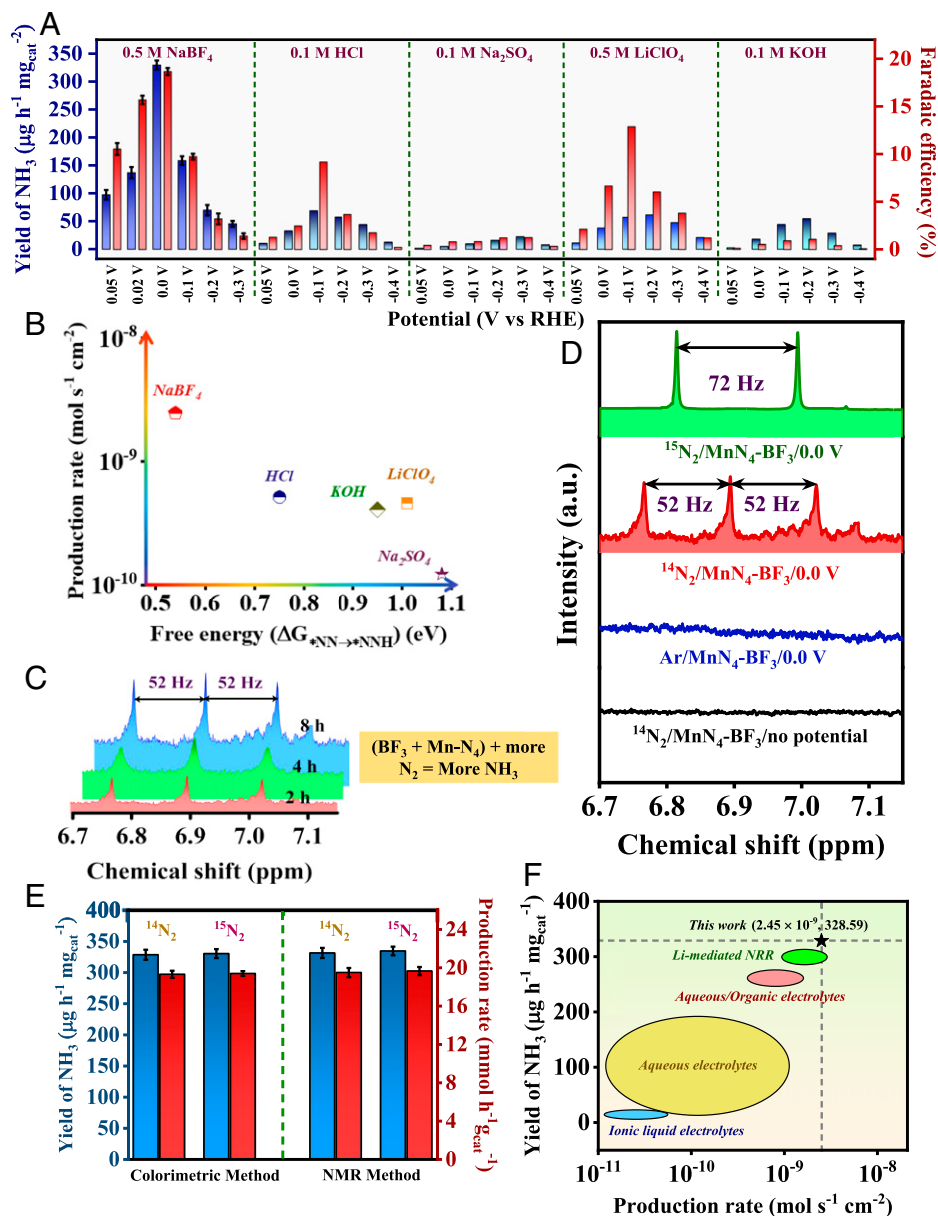 A
0.5 M NaBF4
0.1 M HCl
0.1 M Na2SO4
0.5 M LiClO4
0.1 M KOH
Yield of NH3 (μg h-1 mgcat-2)
350
300
250
200
150
100
50
0
20
15
10
5
0
Faradaic efficiency (%)
0.05 V
0.02 V
0.0 V
-0.1 V
-0.2 V
-0.3 V
0.05 V
0.0 V
-0.1 V
-0.2 V
-0.3 V
-0.4 V
0.05 V
0.0 V
-0.1 V
-0.2 V
-0.3 V
-0.4 V
0.05 V
0.0 V
-0.1 V
-0.2 V
-0.3 V
-0.4 V
0.05 V
0.0 V
-0.1 V
-0.2 V
-0.3 V
-0.4 V
Potential (V vs RHE)
B
Production rate (mol s-1 cm-2)
10-8
10-9
10-10
NaBF4
HCl
KOH
LiClO4
Na2SO4
0.5 0.6 0.7 0.8 0.9 1.0 1.1
Free energy (ΔG*NN→*NNH) (eV)
C
52 Hz 52 Hz
8 h
4 h
2 h
6.7 6.8 6.9 7.0 7.1
Chemical shift (ppm)
(BF3 + Mn-N4) + more
N2 = More NH3
D
Intensity (a.u.)
72 Hz
15N2/MnN4-BF3/0.0 V
52 Hz 52 Hz
14N2/MnN4-BF3/0.0 V
Ar/MnN4-BF3/0.0 V
14N2/MnN4-BF3/no potential
6.7 6.8 6.9 7.0 7.1
Chemical shift (ppm)
E
Yield of NH3 (μg h-1 mgcat-1)
400
350
300
250
200
150
100
50
0
14N2 15N2 14N2 15N2
24
20
16
12
8
4
0
Production rate (mmol h-1gcat-1)
Colorimetric Method NMR Method
F
Yield of NH3 (μg h-1 mgcat-1)
400
300
200
100
0
This work (2.45 × 10-9, 328.59)
Li-mediated NRR
Aqueous/Organic electrolytes
Aqueous electrolytes
Ionic liquid electrolytes
10-11 10-10 10-9 10-8
Production rate (mol s-1 cm-2)